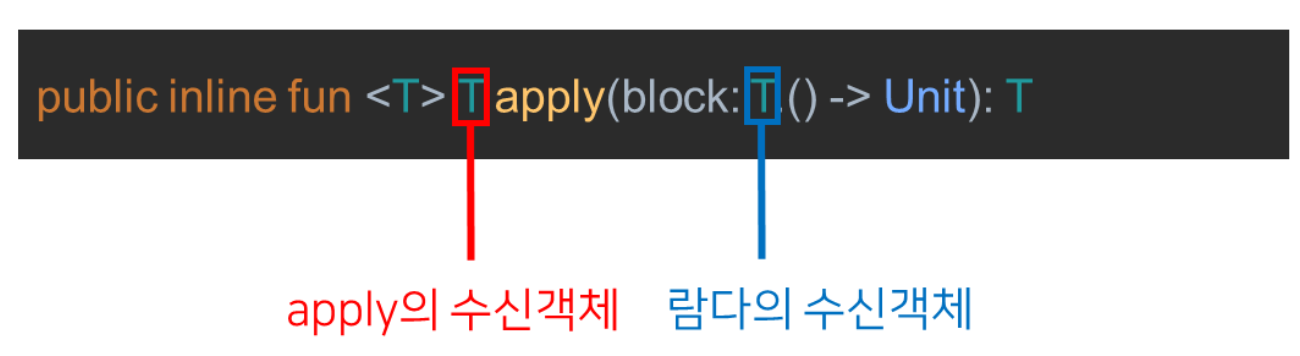 public inline fun <T> T apply(block: T.() -> Unit): T
apply의 수신객체 람다의 수신객체